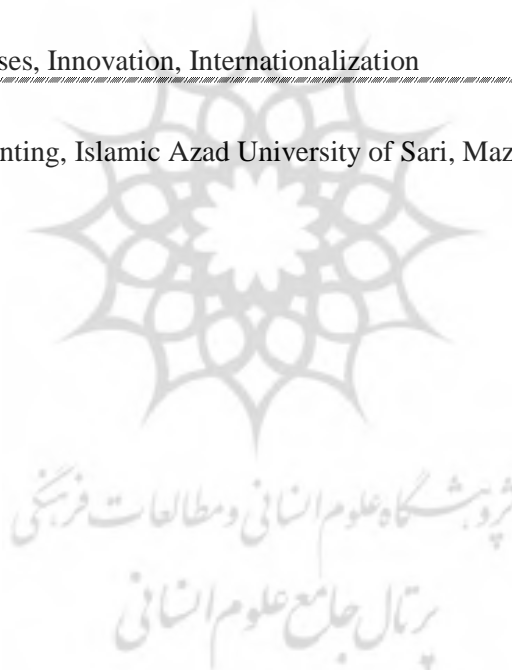 ses, Innovation, Internationalization
nting, Islamic Azad University of Sari, Maz
پژوهشگاه علوم انسانی و مطالعات فرهنگی
پرتال جامع علوم انسانی